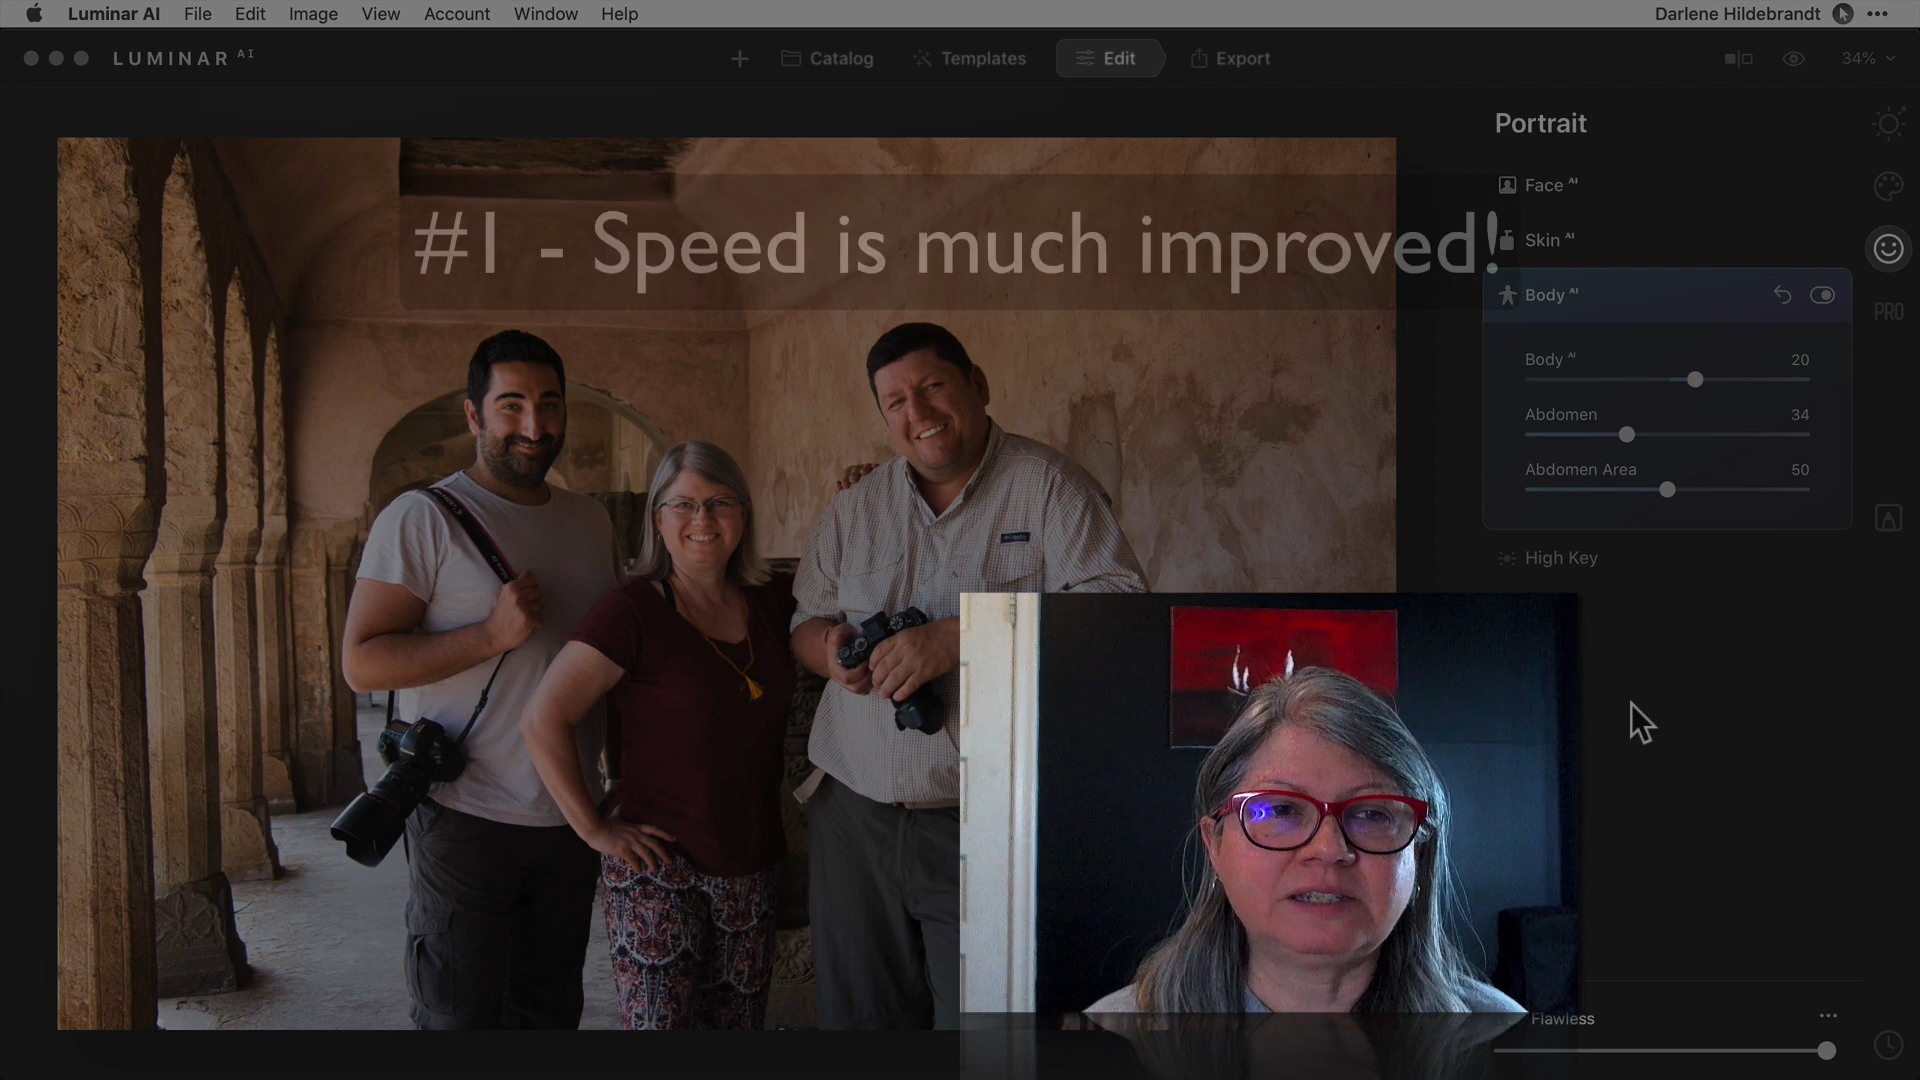 Luminar AI File Edit Image View Account Window Help Darlene Hildebrandt
LUMINAR AI
Catalog Templates Edit Export 34%
Portrait
Face AI
#1 - Speed is much improved!
Skin AI
Body AI
PRO
Body AI 20
Abdomen 34
Abdomen Area 50
High Key
Flawless